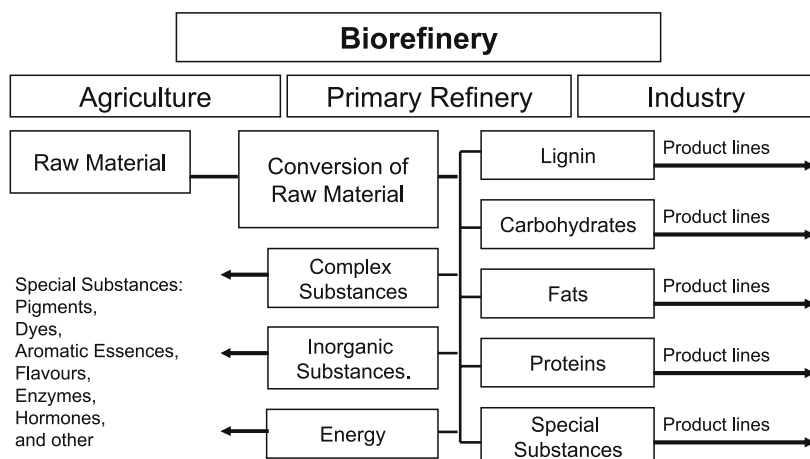 Biorefinery
Agriculture
Primary Refinery
Industry
Raw Material
Conversion of
Raw Material
Lignin
Product lines
Carbohydrates
Product lines
Complex
Substances
Fats
Product lines
Special Substances:
Pigments,
Dyes,
Aromatic Essences,
Flavours,
Enzymes,
Hormones,
and other
Inorganic
Substances.
Proteins
Product lines
Energy
Special
Substances
Product lines